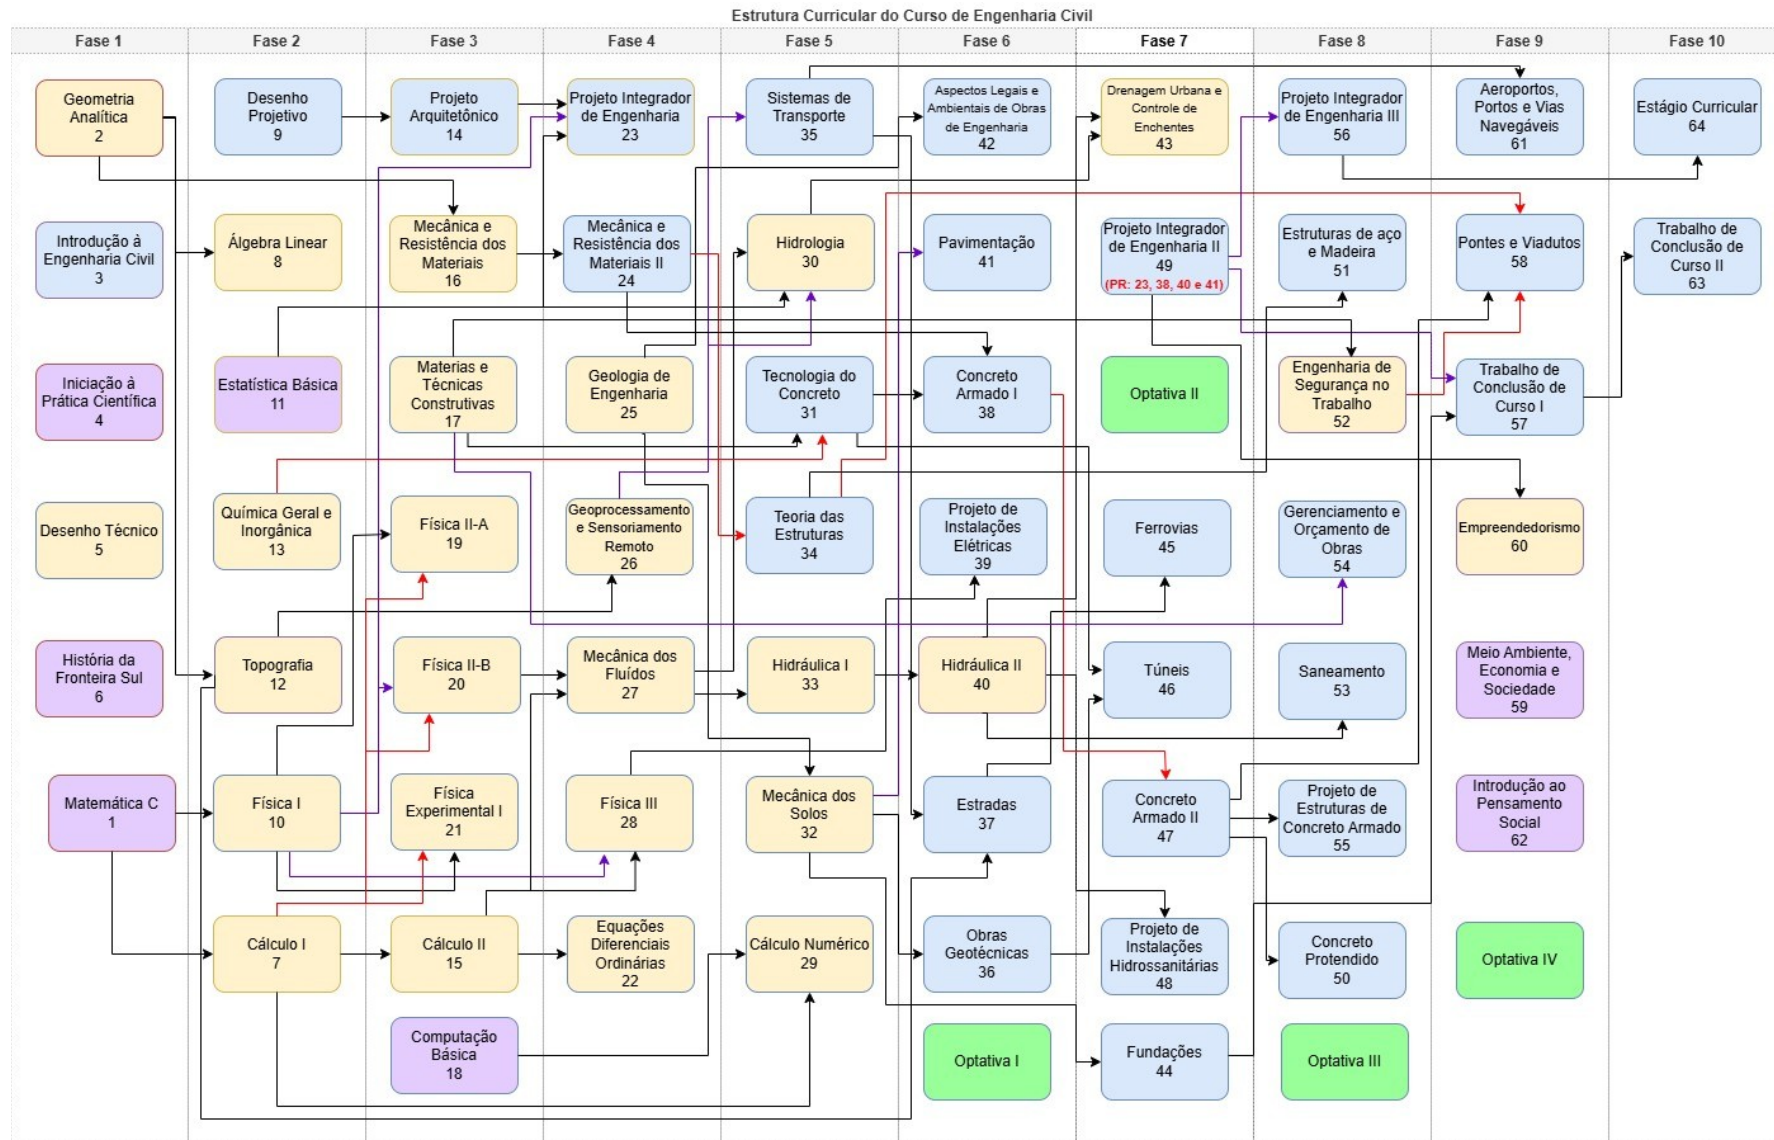 Estrutura Curricular do Curso de Engenharia Civil
Fase 1
Fase 2
Fase 3
Fase 4
Fase 5
Fase 6
Fase 7
Fase 8
Fase 9
Fase 10
Geometria
Analítica
2
Introdução à
Engenharia Civil
3
Iniciação à
Prática Científica
4
Desenho Técnico
5
História da
Fronteira Sul
6
Matemática C
1
Desenho
Projetivo
9
Álgebra Linear
8
Estatística Básica
11
Química Geral e
Inorgânica
13
Topografia
12
Física I
10
Cálculo I
7
Projeto
Arquitetônico
14
Mecânica e
Resistência dos
Materiais
16
Materias e
Técnicas
Construtivas
17
Física II-A
19
Física II-B
20
Física
Experimental I
21
Cálculo II
15
Computação
Básica
18
Projeto Integrador
de Engenharia
23
Mecânica e
Resistência dos
Materiais II
24
Geologia de
Engenharia
25
Geoprocessamento
e Sensoriamento
Remoto
26
Mecânica dos
Fluídos
27
Física III
28
Equações
Diferenciais
Ordinárias
22
Sistemas de
Transporte
35
Hidrologia
30
Tecnologia do
Concreto
31
Teoria das
Estruturas
34
Hidráulica I
33
Mecânica dos
Solos
32
Cálculo Numérico
29
Aspectos Legais e
Ambientais de Obras
de Engenharia
42
Pavimentação
41
Concreto
Armado I
38
Projeto de
Instalações
Elétricas
39
Hidráulica II
40
Estradas
37
Obras
Geotécnicas
36
Optativa I
Drenagem Urbana e
Controle de
Enchentes
43
Projeto Integrador
de Engenharia II
49
(PR: 23, 38, 40 e 41)
Optativa II
Ferrovias
45
Túneis
46
Concreto
Armado II
47
Projeto de
Instalações
Hidrossanitárias
48
Fundações
44
Projeto Integrador
de Engenharia III
56
Estruturas de aço
e Madeira
51
Engenharia de
Segurança no
Trabalho
52
Gerenciamento e
Orçamento de
Obras
54
Saneamento
53
Projeto de
Estruturas de
Concreto Armado
55
Concreto
Protendido
50
Optativa III
Aeroportos,
Portos e Vias
Navegáveis
61
Pontes e Viadutos
58
Trabalho de
Conclusão de
Curso I
57
Empreendedorismo
60
Meio Ambiente,
Economia e
Sociedade
59
Introdução ao
Pensamento
Social
62
Optativa IV
Estágio Curricular
64
Trabalho de
Conclusão de
Curso II
63